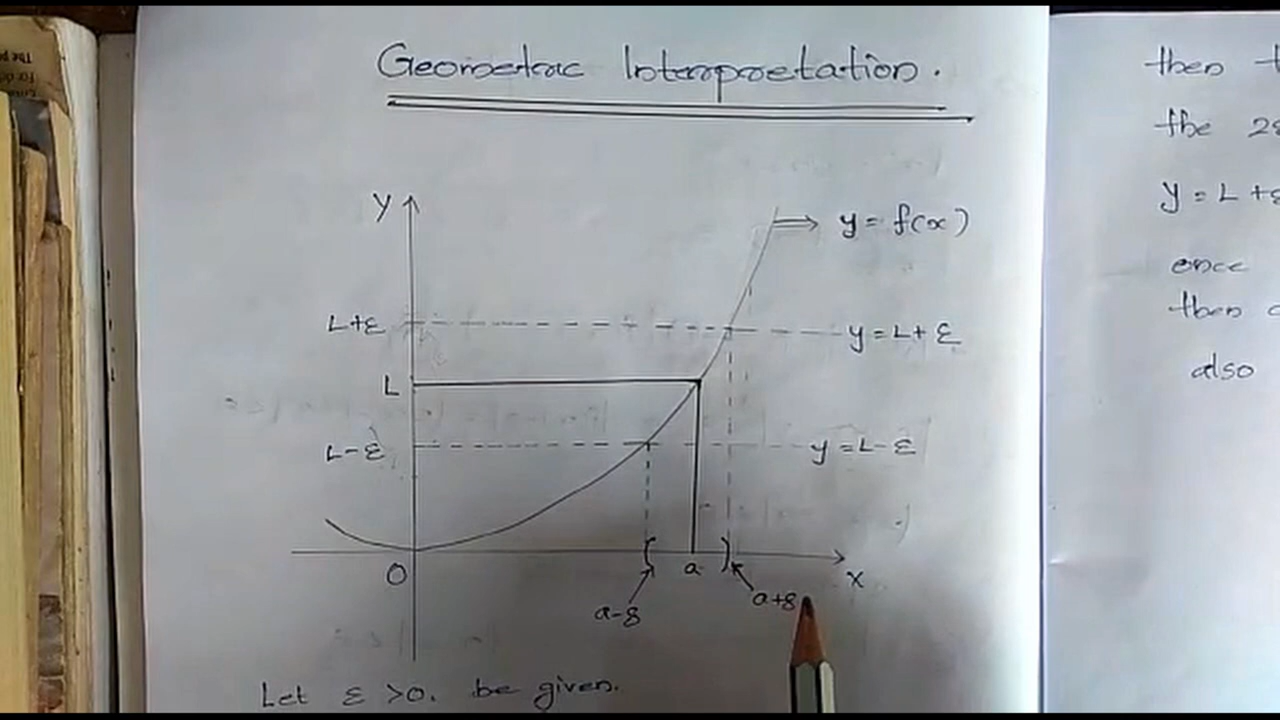 Geometric Interpretation.
Y
y = f(x)
L+ε
y = L+ ε
L
L-ε
y = L-ε
O
a
x
a-δ
a+δ
Let ε >0. be given.
then
the
y = L +ε
once
then
also